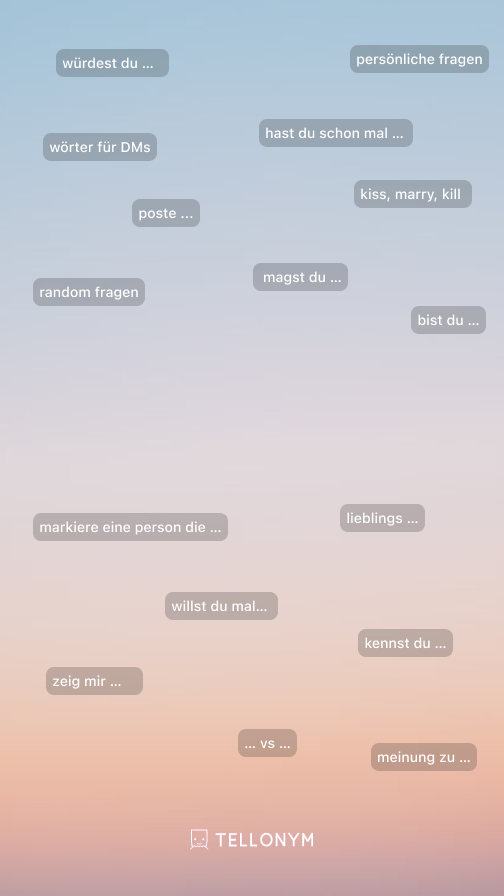 würdest du ...
persönliche fragen
hast du schon mal ...
wörter für DMs
kiss, marry, kill
poste ...
magst du ...
random fragen
bist du ...
lieblings ...
markiere eine person die ...
willst du mal...
kennst du ...
zeig mir ...
... vs ...
meinung zu ...
TELLONYM